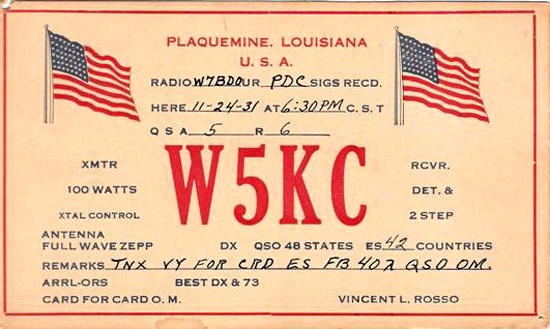 PLAQUEMINE, LOUISIANA
U. S. A.
RADIO W7BDO UR PDC SIGS RECD.
HERE 11-24-31 AT 6:30PM C. S. T
Q S A 5 R 6
XMTR
100 WATTS
XTAL CONTROL
W5KC
RCVR.
DET. &
2 STEP
ANTENNA
FULL WAVE ZEPP DX QSO 48 STATES ES 42 COUNTRIES
REMARKS TNX VY FOR CRD ES FB 40 QSO OM.
ARRL-ORS BEST DX & 73
CARD FOR CARD O. M. VINCENT L. ROSSO